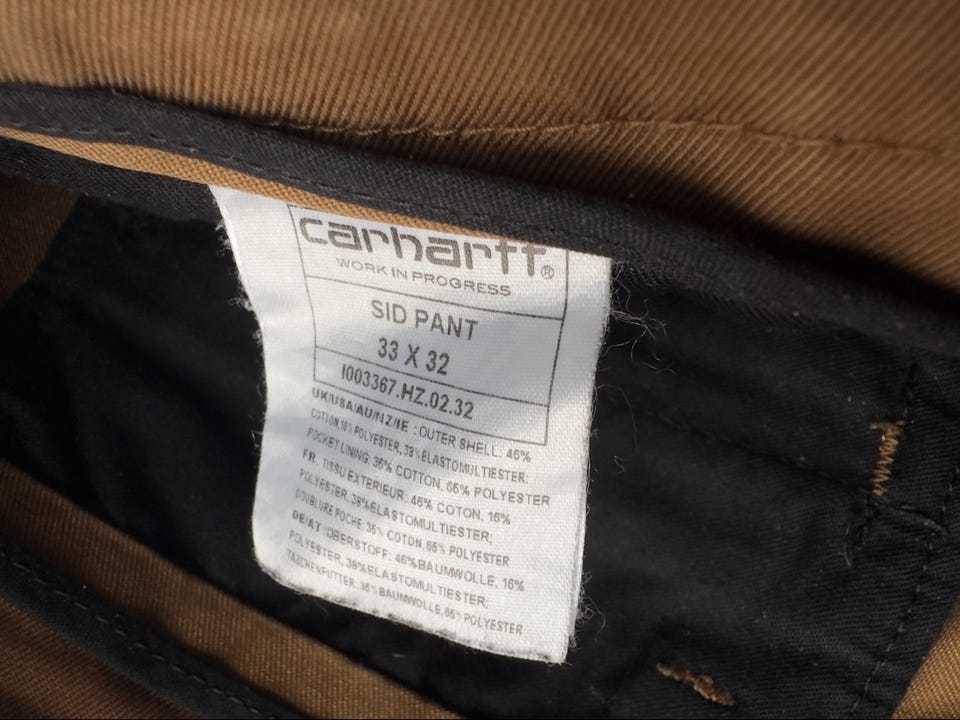 carhartt®
WORK IN PROGRESS
SID PANT
33 X 32
I003367.HZ.02.32
UK/USA/AU/NZ/IE : OUTER SHELL: 46%
COTTON,16% POLYESTER, 38%ELASTOMULTIESTER;
POCKET LINING: 35% COTTON, 65% POLYESTER
FR: TISSU EXTERIEUR: 46% COTON, 16%
POLYESTER, 38%ELASTOMULTIESTER;
DOUBLURE POCHE: 35% COTON,65% POLYESTER
DE/AT :OBERSTOFF: 46%BAUMWOLLE, 16%
POLYESTER, 38%ELASTOMULTIESTER;
TASCHENFUTTER: 35%BAUMWOLLE,65% POLYESTER